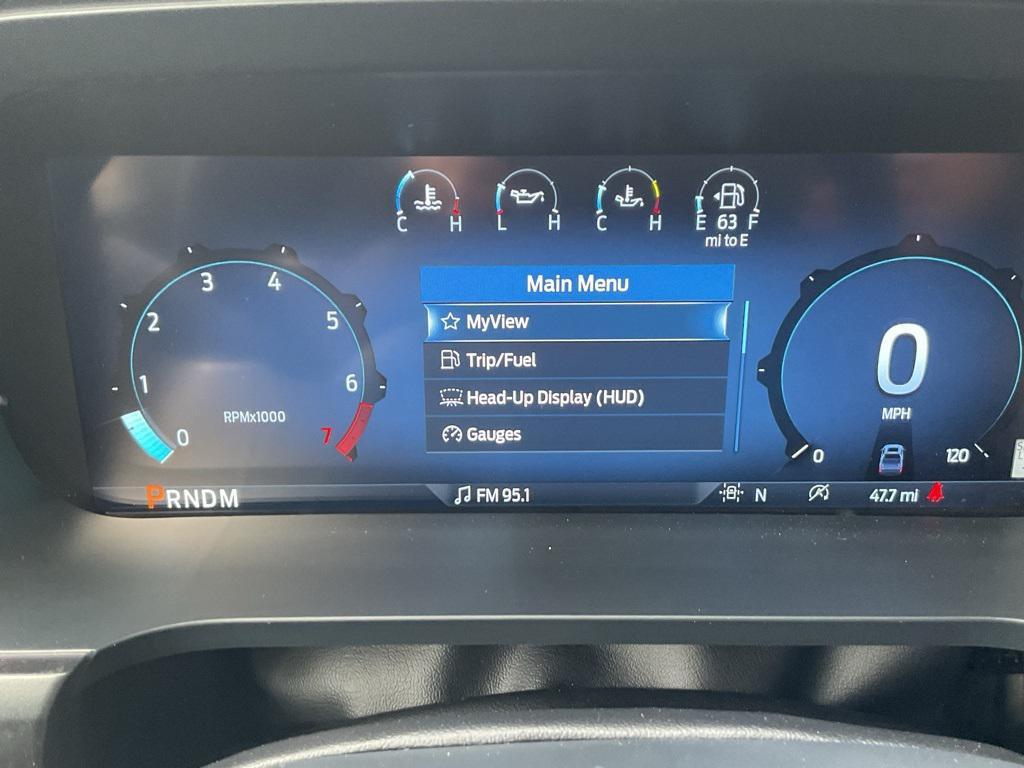 C H
L H
C H
E 63 F
mi to E
Main Menu
MyView
Trip/Fuel
Head-Up Display (HUD)
Gauges
0 1 2 3 4 5 6 7
RPMx1000
0
MPH
0 120
PRNDM
FM 95.1
N
47.7 mi